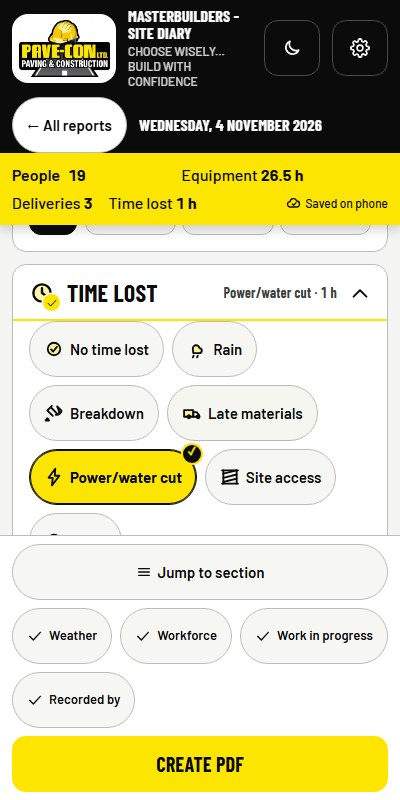 PAVE-CON LTD.
PAVING & CONSTRUCTION
MASTERBUILDERS -
SITE DIARY
CHOOSE WISELY...
BUILD WITH
CONFIDENCE
← All reports
WEDNESDAY, 4 NOVEMBER 2026
People 19
Equipment 26.5 h
Deliveries 3
Time lost 1 h
Saved on phone
TIME LOST
Power/water cut · 1 h
No time lost
Rain
Breakdown
Late materials
Power/water cut
Site access
Jump to section
Weather
Workforce
Work in progress
Recorded by
CREATE PDF